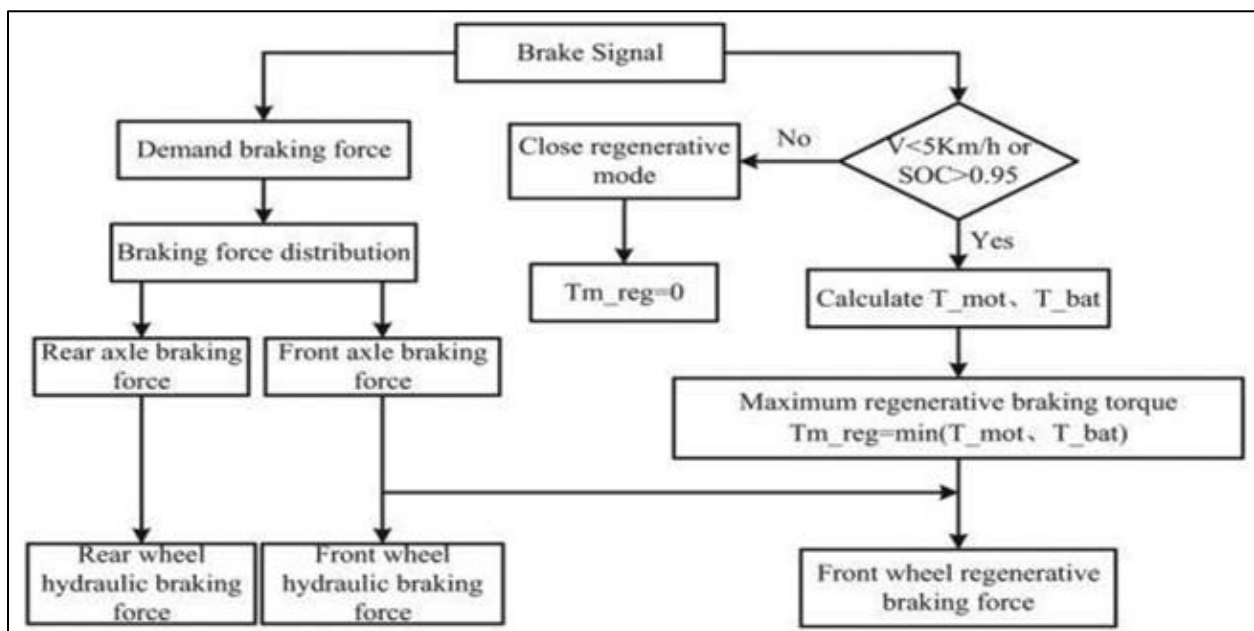 Brake Signal
Demand braking force
Close regenerative
mode
No
V<5Km/h or
SOC>0.95
Yes
Braking force distribution
Tm_reg=0
Calculate T_mot、T_bat
Rear axle braking
force
Front axle braking
force
Maximum regenerative braking torque
Tm_reg=min(T_mot、T_bat)
Rear wheel
hydraulic braking
force
Front wheel
hydraulic braking
force
Front wheel regenerative
braking force